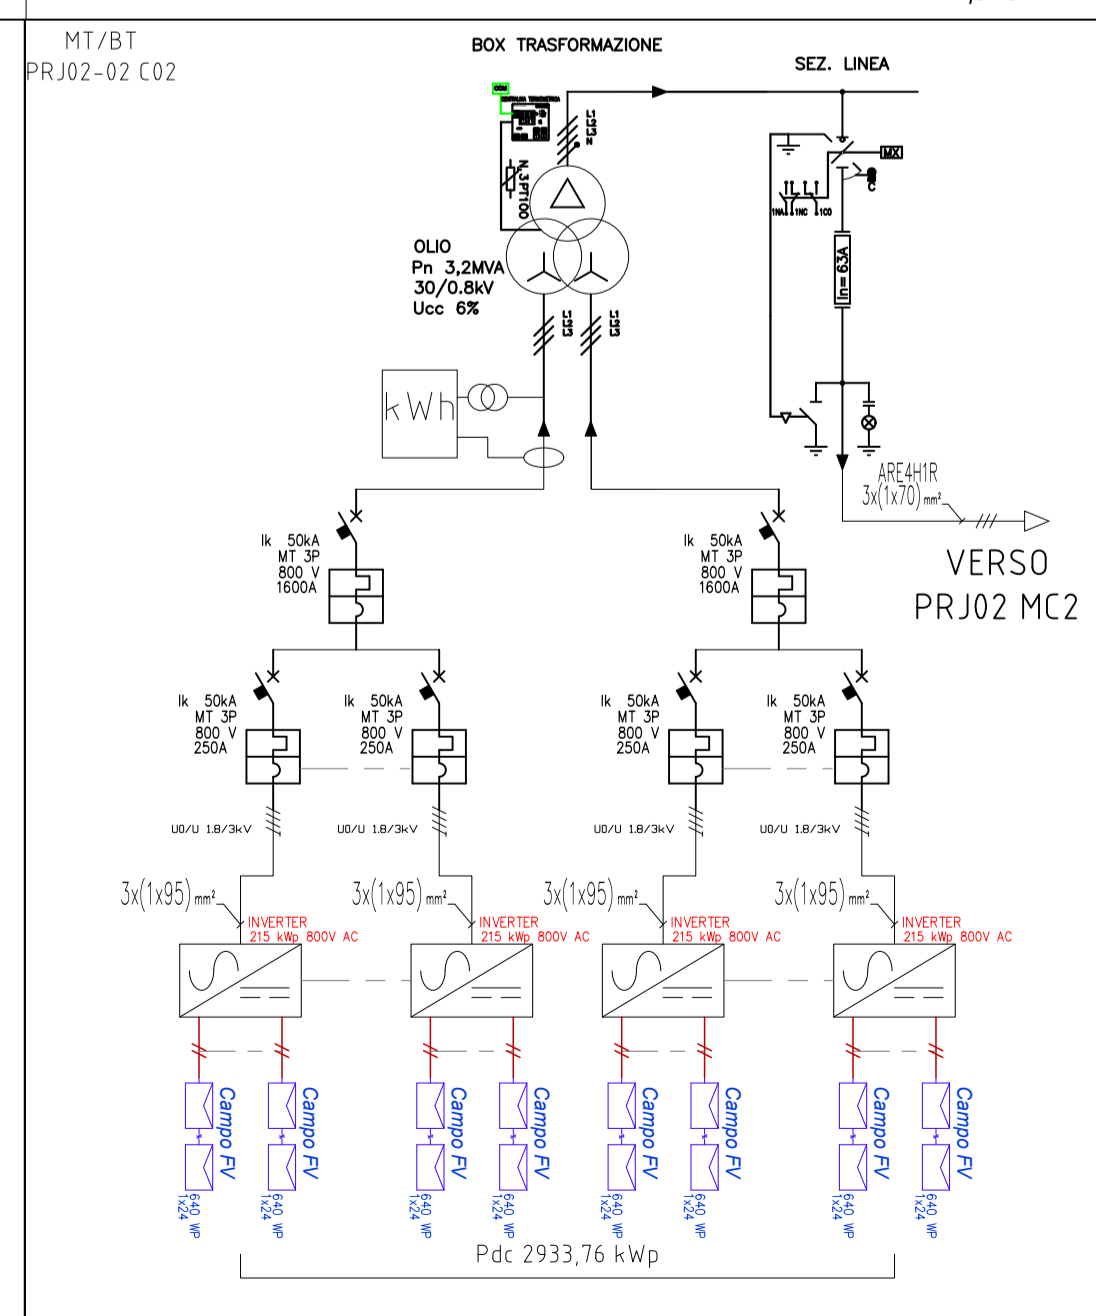 MT/BT
PRJ02-02 C02
BOX TRASFORMAZIONE
SEZ. LINEA
COM
CENTRALINA TERMOMETRICA
N
N.3PT100
MX
1NA
1NC
1CO
In=63A
OLIO
Pn 3,2MVA
30/0.8kV
Ucc 6%
kWh
ARE4H1R
3x(1x70) mm²
VERSO
PRJ02 MC2
Ik 50kA
MT 3P
800 V
1600A
Ik 50kA
MT 3P
800 V
1600A
Ik 50kA
MT 3P
800 V
250A
Ik 50kA
MT 3P
800 V
250A
Ik 50kA
MT 3P
800 V
250A
Ik 50kA
MT 3P
800 V
250A
U0/U 1.8/3kV
U0/U 1.8/3kV
U0/U 1.8/3kV
U0/U 1.8/3kV
3x(1x95) mm²
3x(1x95) mm²
3x(1x95) mm²
3x(1x95) mm²
INVERTER
215 kWp 800V AC
INVERTER
215 kWp 800V AC
INVERTER
215 kWp 800V AC
INVERTER
215 kWp 800V AC
Campo FV
Campo FV
Campo FV
Campo FV
Campo FV
Campo FV
Campo FV
Campo FV
640 WP
1x24
640 WP
1x24
640 WP
1x24
640 WP
1x24
640 WP
1x24
640 WP
1x24
640 WP
1x24
640 WP
1x24
Pdc 2933,76 kWp